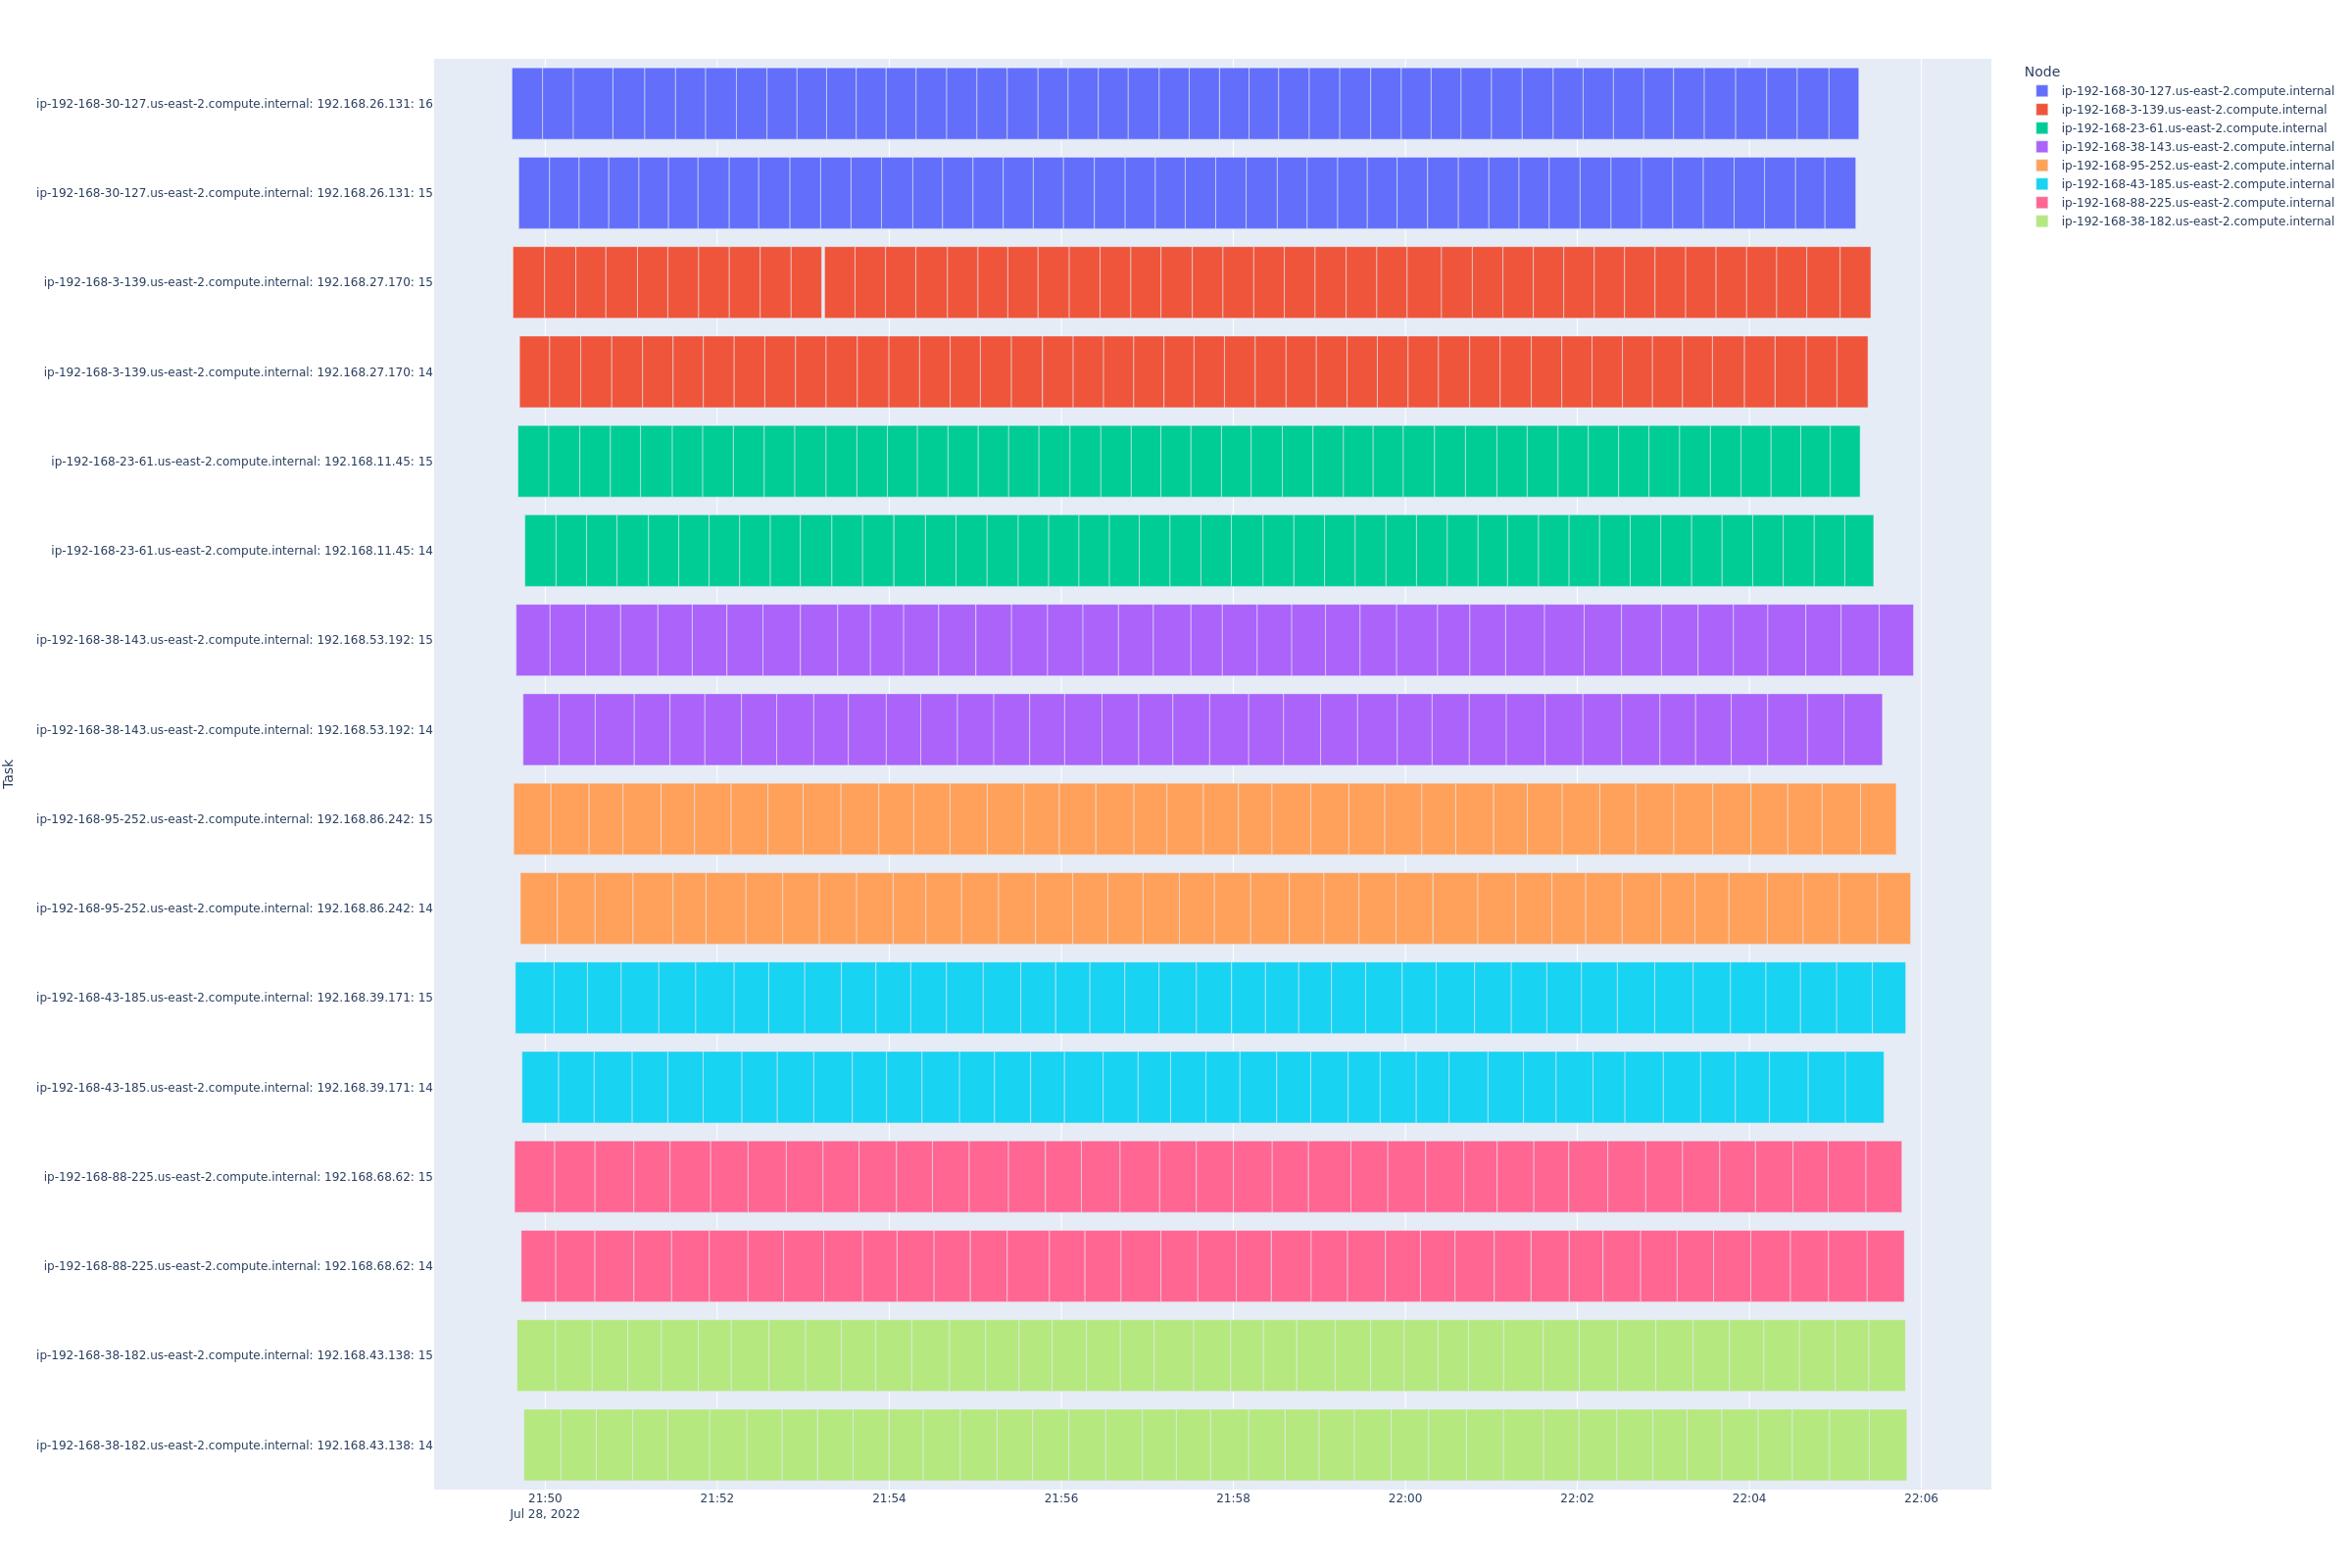 Node
ip-192-168-30-127.us-east-2.compute.internal
ip-192-168-3-139.us-east-2.compute.internal
ip-192-168-23-61.us-east-2.compute.internal
ip-192-168-38-143.us-east-2.compute.internal
ip-192-168-95-252.us-east-2.compute.internal
ip-192-168-43-185.us-east-2.compute.internal
ip-192-168-88-225.us-east-2.compute.internal
ip-192-168-38-182.us-east-2.compute.internal
ip-192-168-30-127.us-east-2.compute.internal: 192.168.26.131: 16
ip-192-168-30-127.us-east-2.compute.internal: 192.168.26.131: 15
ip-192-168-3-139.us-east-2.compute.internal: 192.168.27.170: 15
ip-192-168-3-139.us-east-2.compute.internal: 192.168.27.170: 14
ip-192-168-23-61.us-east-2.compute.internal: 192.168.11.45: 15
ip-192-168-23-61.us-east-2.compute.internal: 192.168.11.45: 14
ip-192-168-38-143.us-east-2.compute.internal: 192.168.53.192: 15
ip-192-168-38-143.us-east-2.compute.internal: 192.168.53.192: 14
Task
ip-192-168-95-252.us-east-2.compute.internal: 192.168.86.242: 15
ip-192-168-95-252.us-east-2.compute.internal: 192.168.86.242: 14
ip-192-168-43-185.us-east-2.compute.internal: 192.168.39.171: 15
ip-192-168-43-185.us-east-2.compute.internal: 192.168.39.171: 14
ip-192-168-88-225.us-east-2.compute.internal: 192.168.68.62: 15
ip-192-168-88-225.us-east-2.compute.internal: 192.168.68.62: 14
ip-192-168-38-182.us-east-2.compute.internal: 192.168.43.138: 15
ip-192-168-38-182.us-east-2.compute.internal: 192.168.43.138: 14
21:50 21:52 21:54 21:56 21:58 22:00 22:02 22:04 22:06
Jul 28, 2022